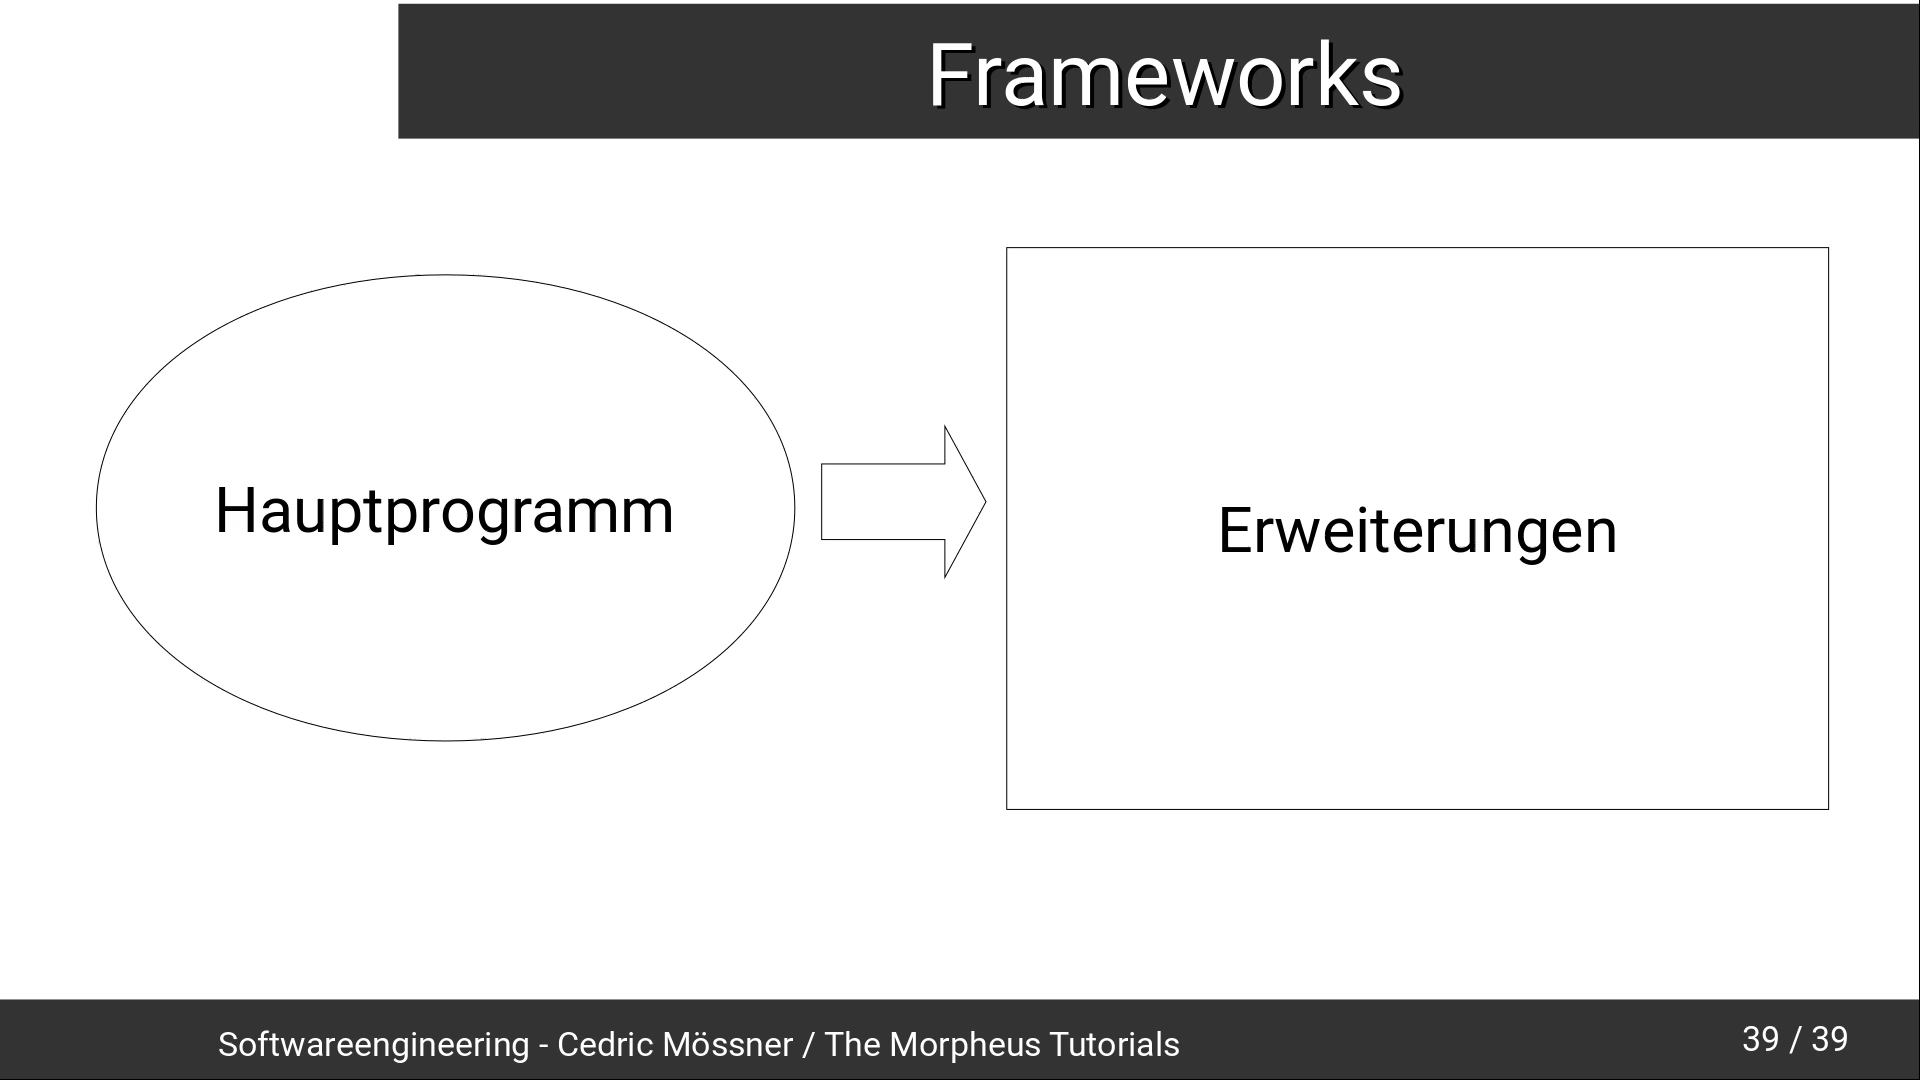 Frameworks
Hauptprogramm
Erweiterungen
Softwareengineering - Cedric Mössner / The Morpheus Tutorials
39 / 39